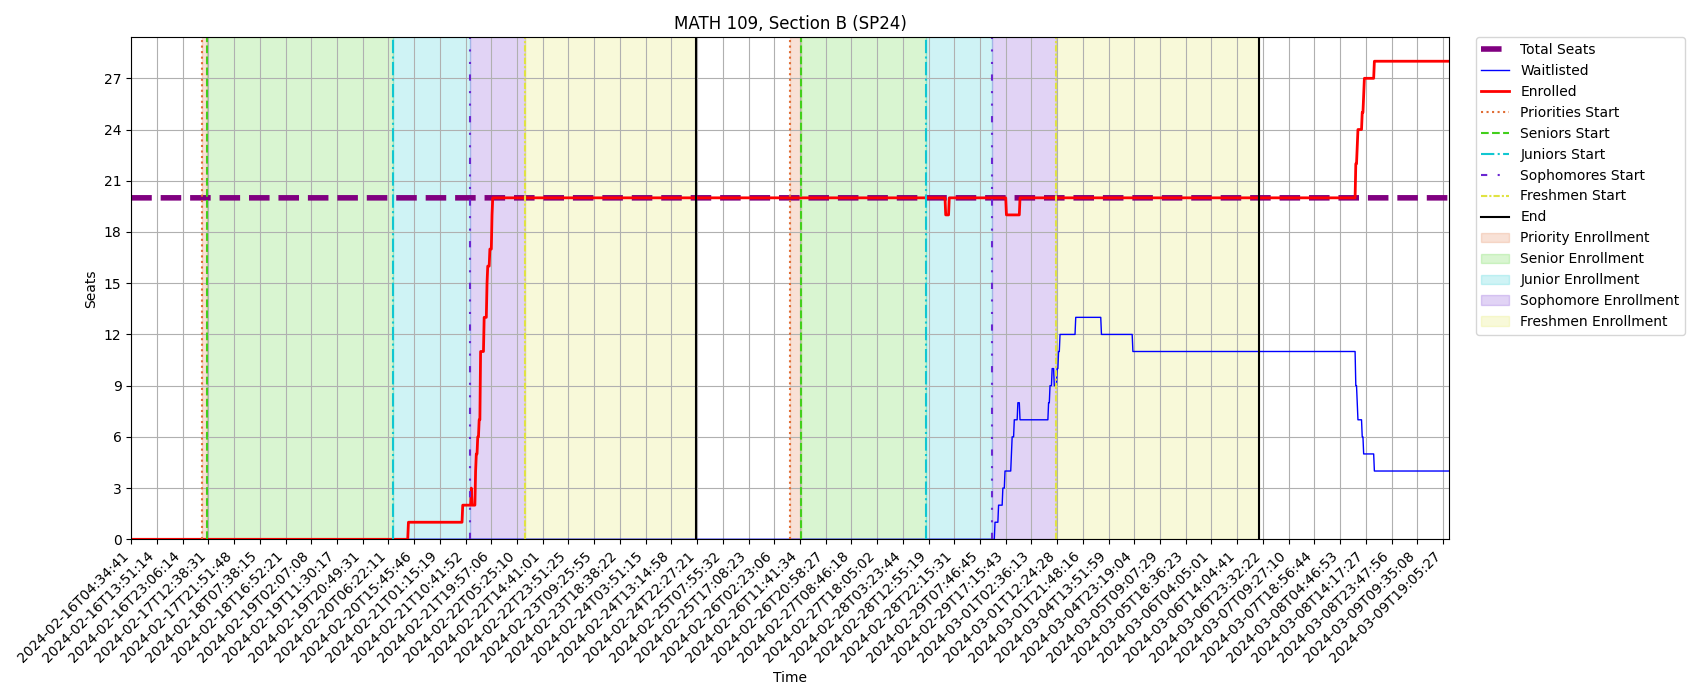 MATH 109, Section B (SP24)
Seats
27
24
21
18
15
12
9
6
3
0
2024-02-16T04:34:41
2024-02-16T13:51:14
2024-02-16T23:06:14
2024-02-17T12:38:31
2024-02-17T21:51:48
2024-02-18T07:38:15
2024-02-18T16:52:21
2024-02-19T02:07:08
2024-02-19T11:30:17
2024-02-19T20:49:31
2024-02-20T06:22:11
2024-02-20T15:45:46
2024-02-21T01:15:19
2024-02-21T10:41:52
2024-02-21T19:57:06
2024-02-22T05:25:10
2024-02-22T14:41:01
2024-02-22T23:51:25
2024-02-23T09:25:55
2024-02-23T18:38:22
2024-02-24T03:51:15
2024-02-24T13:14:58
2024-02-24T22:27:21
2024-02-25T07:55:32
2024-02-25T17:08:23
2024-02-26T02:23:06
2024-02-26T11:41:34
2024-02-26T20:58:27
2024-02-27T08:46:18
2024-02-27T18:05:02
2024-02-28T03:23:44
2024-02-28T12:55:19
2024-02-28T22:15:31
2024-02-29T07:46:45
2024-02-29T17:15:43
2024-03-01T02:36:13
2024-03-01T12:24:28
2024-03-01T21:48:16
2024-03-04T13:51:59
2024-03-04T23:19:04
2024-03-05T09:07:29
2024-03-05T18:36:23
2024-03-06T04:05:01
2024-03-06T14:04:41
2024-03-06T23:32:22
2024-03-07T09:27:10
2024-03-07T18:56:44
2024-03-08T04:46:53
2024-03-08T14:17:27
2024-03-08T23:47:56
2024-03-09T09:35:08
2024-03-09T19:05:27
Time
Total Seats
Waitlisted
Enrolled
Priorities Start
Seniors Start
Juniors Start
Sophomores Start
Freshmen Start
End
Priority Enrollment
Senior Enrollment
Junior Enrollment
Sophomore Enrollment
Freshmen Enrollment